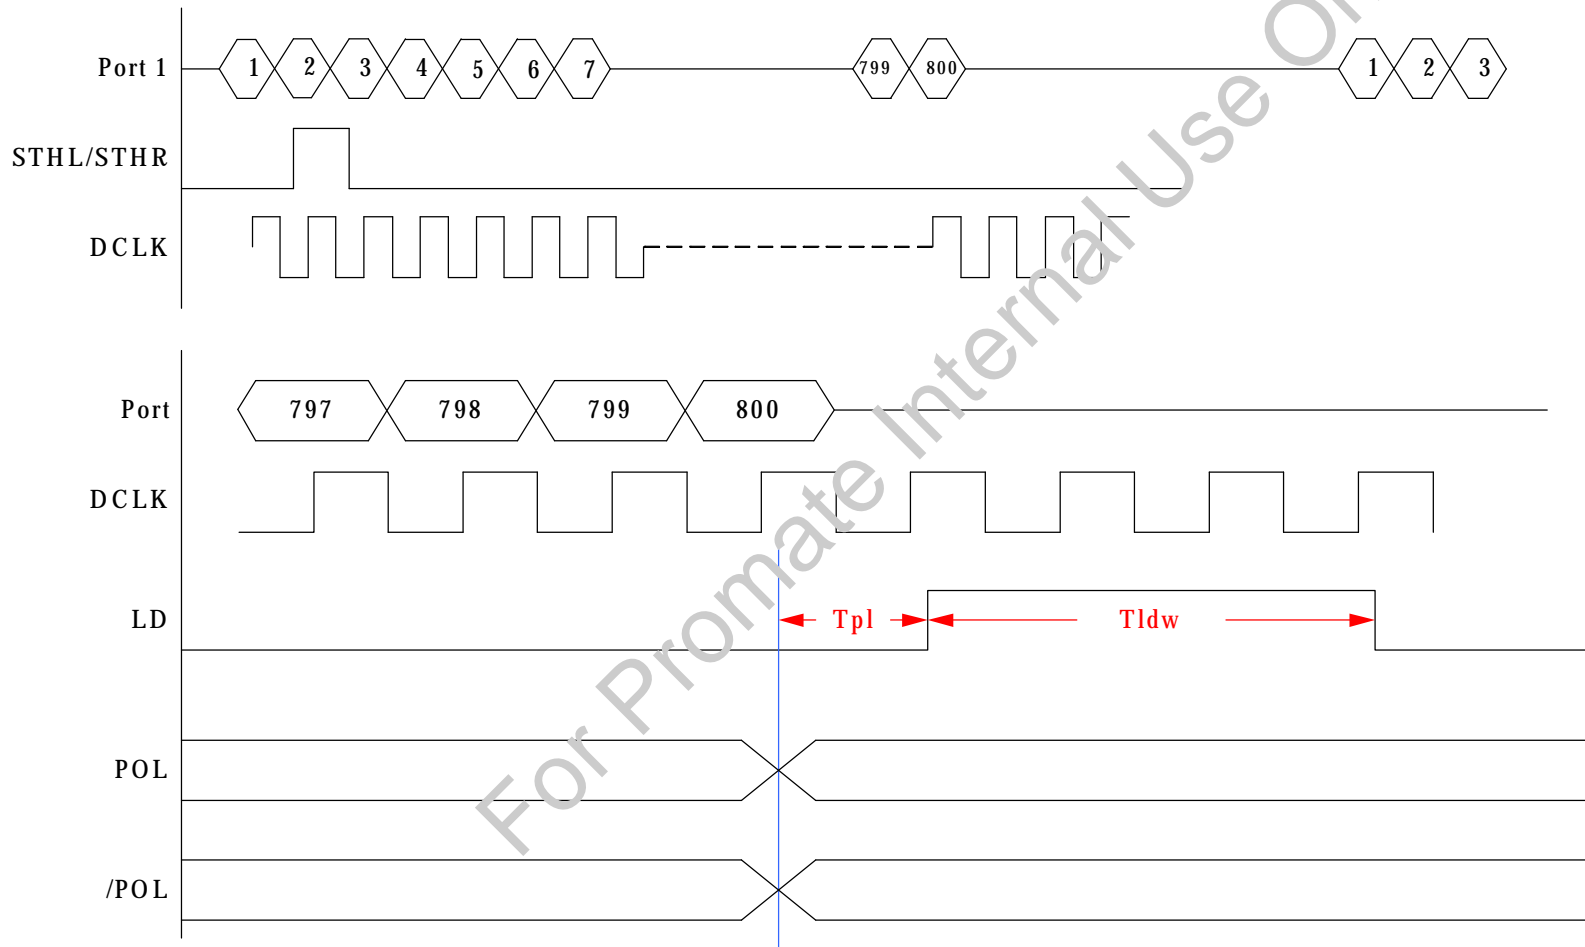 Port 1
1 2 3 4 5 6 7 799 800 1 2 3
STHL/STHR
DCLK
Port
797 798 799 800
DCLK
LD
Tpl
Tldw
POL
/POL
For Promate Internal Use